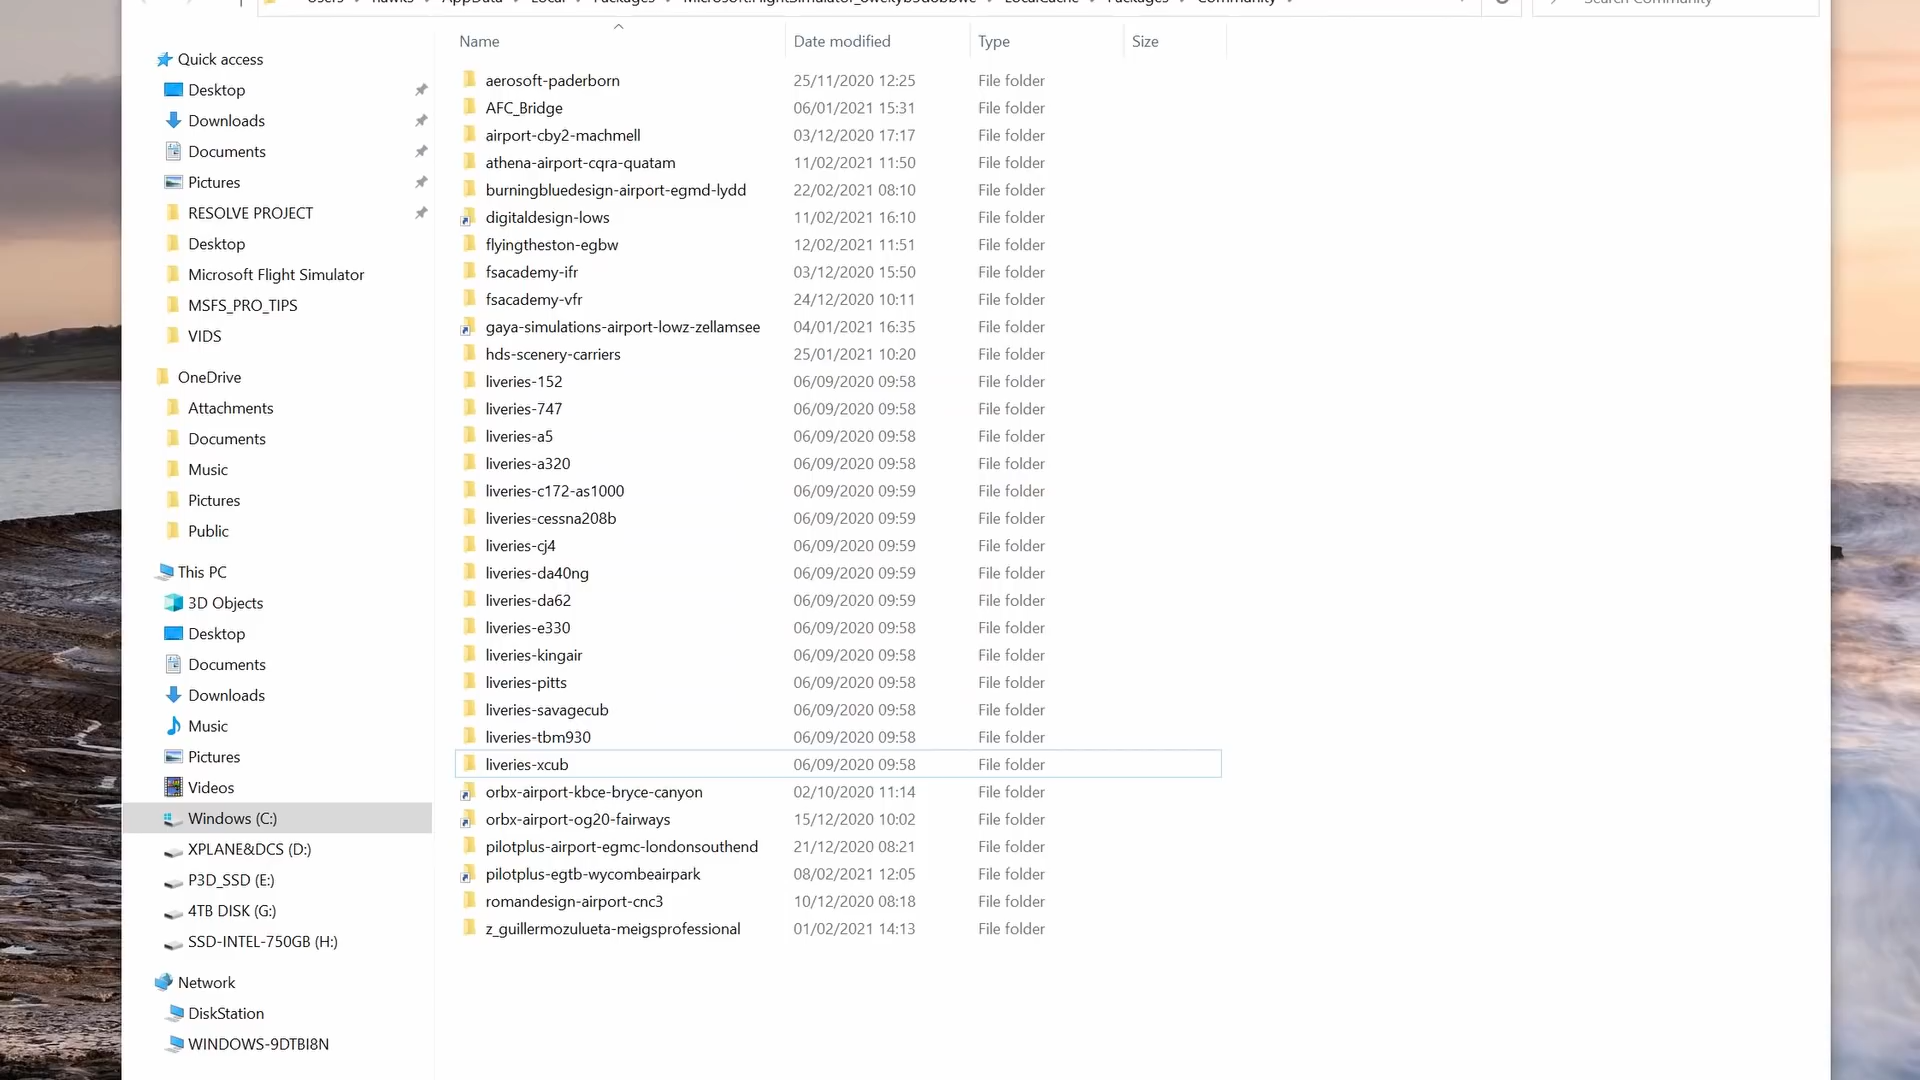 Users
hawks
AppData
Local
Packages
LocalCache
Packages
Community
Search Community
Name
Date modified
Type
Size
Quick access
Desktop
Downloads
Documents
Pictures
RESOLVE PROJECT
Desktop
Microsoft Flight Simulator
MSFS_PRO_TIPS
VIDS
OneDrive
Attachments
Documents
Music
Pictures
Public
This PC
3D Objects
Desktop
Documents
Downloads
Music
Pictures
Videos
Windows (C:)
XPLANE&DCS (D:)
P3D_SSD (E:)
4TB DISK (G:)
SSD-INTEL-750GB (H:)
Network
DiskStation
WINDOWS-9DTBI8N
aerosoft-paderborn 25/11/2020 12:25 File folder
AFC_Bridge 06/01/2021 15:31 File folder
airport-cby2-machmell 03/12/2020 17:17 File folder
athena-airport-cqra-quatam 11/02/2021 11:50 File folder
burningbluedesign-airport-egmd-lydd 22/02/2021 08:10 File folder
digitaldesign-lows 11/02/2021 16:10 File folder
flyingtheston-egbw 12/02/2021 11:51 File folder
fsacademy-ifr 03/12/2020 15:50 File folder
fsacademy-vfr 24/12/2020 10:11 File folder
gaya-simulations-airport-lowz-zellamsee 04/01/2021 16:35 File folder
hds-scenery-carriers 25/01/2021 10:20 File folder
liveries-152 06/09/2020 09:58 File folder
liveries-747 06/09/2020 09:58 File folder
liveries-a5 06/09/2020 09:58 File folder
liveries-a320 06/09/2020 09:58 File folder
liveries-c172-as1000 06/09/2020 09:59 File folder
liveries-cessna208b 06/09/2020 09:59 File folder
liveries-cj4 06/09/2020 09:59 File folder
liveries-da40ng 06/09/2020 09:59 File folder
liveries-da62 06/09/2020 09:59 File folder
liveries-e330 06/09/2020 09:58 File folder
liveries-kingair 06/09/2020 09:58 File folder
liveries-pitts 06/09/2020 09:58 File folder
liveries-savagecub 06/09/2020 09:58 File folder
liveries-tbm930 06/09/2020 09:58 File folder
liveries-xcub 06/09/2020 09:58 File folder
orbx-airport-kbce-bryce-canyon 02/10/2020 11:14 File folder
orbx-airport-og20-fairways 15/12/2020 10:02 File folder
pilotplus-airport-egmc-londonsouthend 21/12/2020 08:21 File folder
pilotplus-egtb-wycombeairpark 08/02/2021 12:05 File folder
romandesign-airport-cnc3 10/12/2020 08:18 File folder
z_guillermozulueta-meigsprofessional 01/02/2021 14:13 File folder